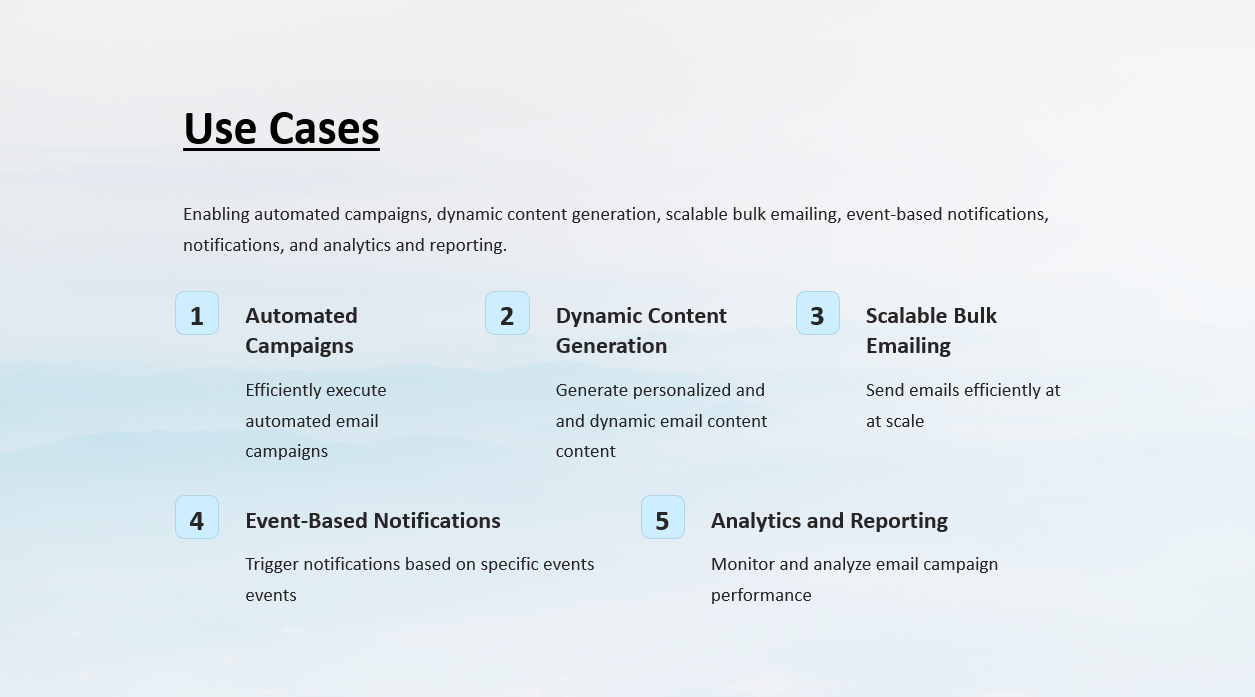 Use Cases
Enabling automated campaigns, dynamic content generation, scalable bulk emailing, event-based notifications,
notifications, and analytics and reporting.
1
Automated
Campaigns
Efficiently execute
automated email
campaigns
2
Dynamic Content
Generation
Generate personalized and
and dynamic email content
content
3
Scalable Bulk
Emailing
Send emails efficiently at
at scale
4
Event-Based Notifications
Trigger notifications based on specific events
events
5
Analytics and Reporting
Monitor and analyze email campaign
performance